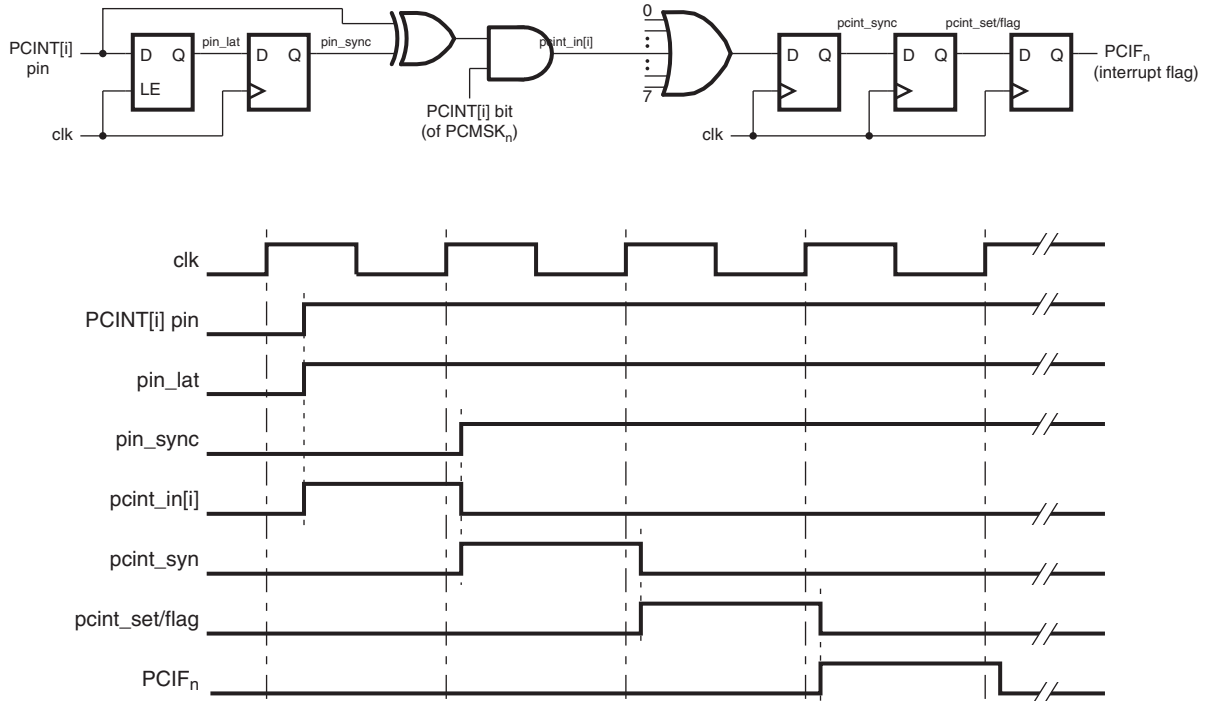 PCINT[i]
pin
D Q
LE
pin_lat
D Q
pin_sync
clk
PCINT[i] bit
(of PCMSKn)
pcint_in[i]
0
7
D Q
pcint_sync
D Q
pcint_set/flag
D Q
PCIFn
(interrupt flag)
clk
clk
PCINT[i] pin
pin_lat
pin_sync
pcint_in[i]
pcint_syn
pcint_set/flag
PCIFn